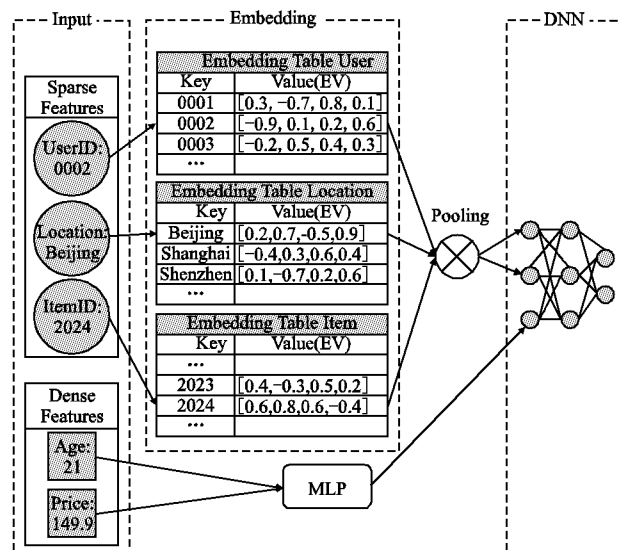 Input
Embedding
DNN
Sparse
Features
UserID:
0002
Location:
Beijing
ItemID:
2024
Dense
Features
Age:
21
Price:
149.9
Embedding Table User
Key Value(EV)
0001 [0.3, −0.7, 0.8, 0.1]
0002 [−0.9, 0.1, 0.2, 0.6]
0003 [−0.2, 0.5, 0.4, 0.3]
...
Embedding Table Location
Key Value(EV)
Beijing [0.2,0.7,-0.5,0.9]
Shanghai [−0.4,0.3,0.6,0.4]
Shenzhen [0.1,−0.7,0.2,0.6]
...
Embedding Table Item
Key Value(EV)
...
2023 [0.4,−0.3,0.5,0.2]
2024 [0.6,0.8,0.6,−0.4]
...
Pooling
MLP